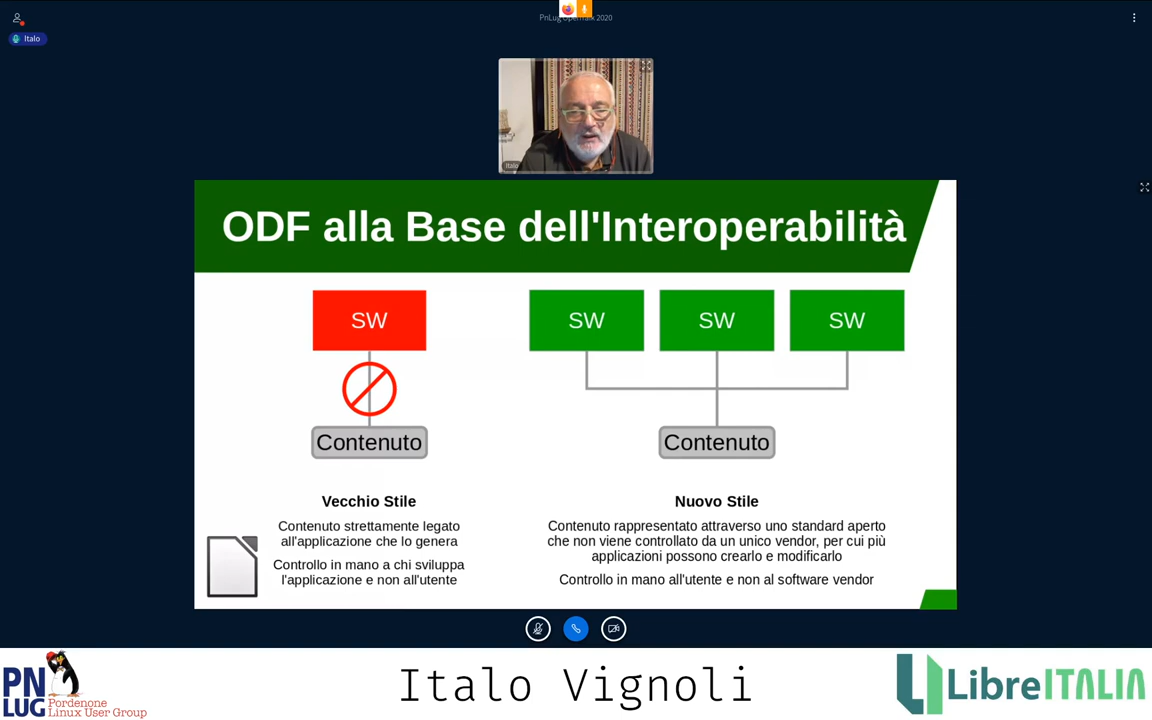 PnLug OpenTalk 2020
Italo
Italo
ODF alla Base dell'Interoperabilità
SW
SW
SW
SW
Contenuto
Contenuto
Vecchio Stile
Contenuto strettamente legato
all'applicazione che lo genera
Controllo in mano a chi sviluppa
l'applicazione e non all'utente
Nuovo Stile
Contenuto rappresentato attraverso uno standard aperto
che non viene controllato da un unico vendor, per cui più
applicazioni possono crearlo e modificarlo
Controllo in mano all'utente e non al software vendor
PN
LUG
Pordenone
Linux User Group
Italo Vignoli
LibreITALIA